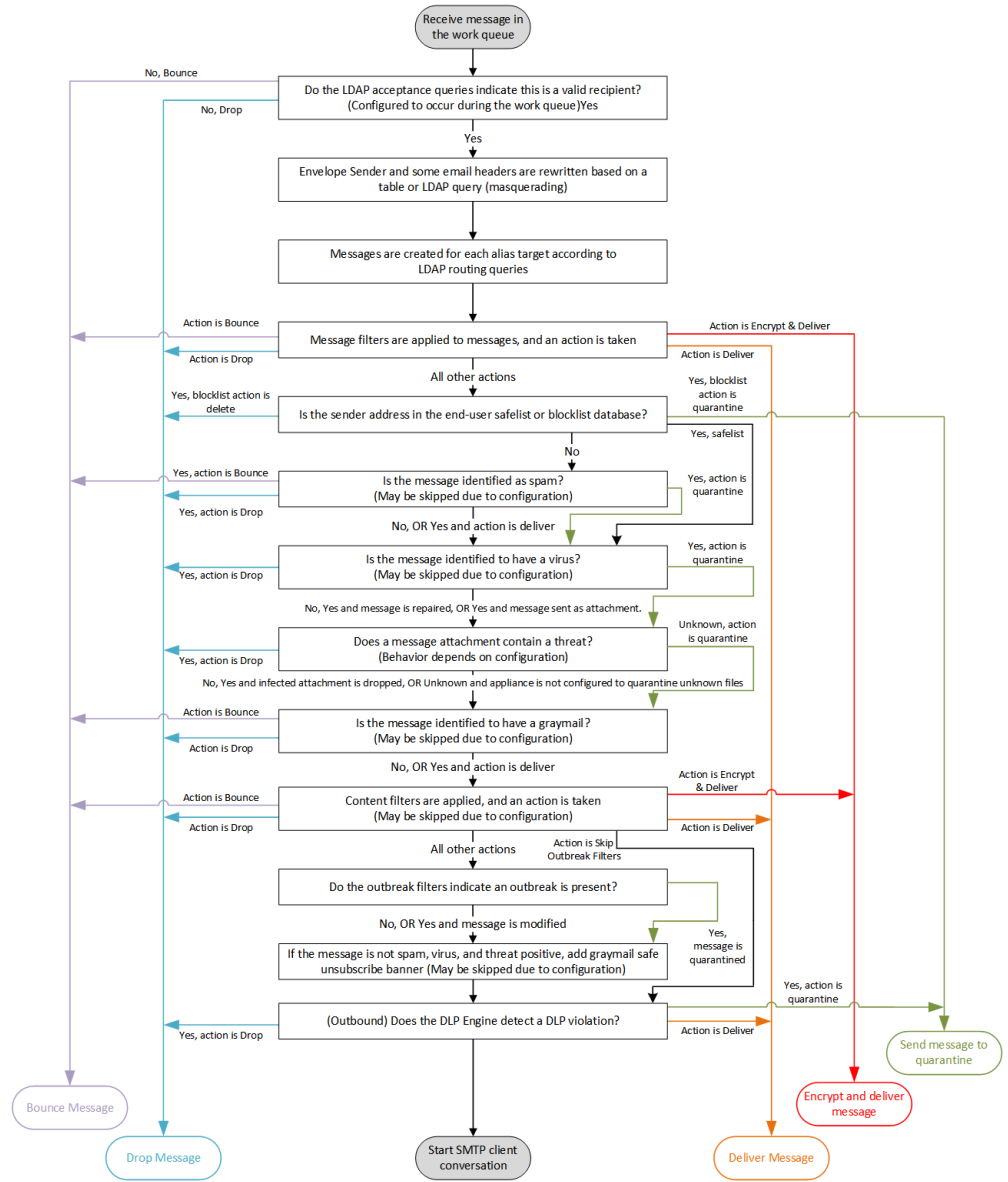 Receive message in
the work queue
No, Bounce
Do the LDAP acceptance queries indicate this is a valid recipient?
(Configured to occur during the work queue)Yes
No, Drop
Yes
Envelope Sender and some email headers are rewritten based on a
table or LDAP query (masquerading)
Messages are created for each alias target according to
LDAP routing queries
Action is Bounce
Action is Encrypt & Deliver
Message filters are applied to messages, and an action is taken
Action is Drop
Action is Deliver
All other actions
Yes, blocklist action is
delete
Yes, blocklist
action is
quarantine
Is the sender address in the end-user safelist or blocklist database?
Yes, safelist
No
Yes, action is Bounce
Is the message identified as spam?
(May be skipped due to configuration)
Yes, action is
quarantine
Yes, action is Drop
No, OR Yes and action is deliver
Is the message identified to have a virus?
(May be skipped due to configuration)
Yes, action is
quarantine
Yes, action is Drop
No, Yes and message is repaired, OR Yes and message sent as attachment.
Unknown, action
is quarantine
Does a message attachment contain a threat?
(Behavior depends on configuration)
Yes, action is Drop
No, Yes and infected attachment is dropped, OR Unknown and appliance is not configured to quarantine unknown files
Action is Bounce
Is the message identified to have a graymail?
(May be skipped due to configuration)
Action is Drop
No, OR Yes and action is deliver
Action is Encrypt
& Deliver
Action is Bounce
Content filters are applied, and an action is taken
(May be skipped due to configuration)
Action is Drop
Action is Deliver
All other actions
Action is Skip
Outbreak Filters
Do the outbreak filters indicate an outbreak is present?
No, OR Yes and message is modified
Yes,
message is
quarantined
If the message is not spam, virus, and threat positive, add graymail safe
unsubscribe banner (May be skipped due to configuration)
Yes, action is
quarantine
(Outbound) Does the DLP Engine detect a DLP violation?
Yes, action is Drop
Action is Deliver
Send message to
quarantine
Encrypt and deliver
message
Bounce Message
Start SMTP client
conversation
Drop Message
Deliver Message